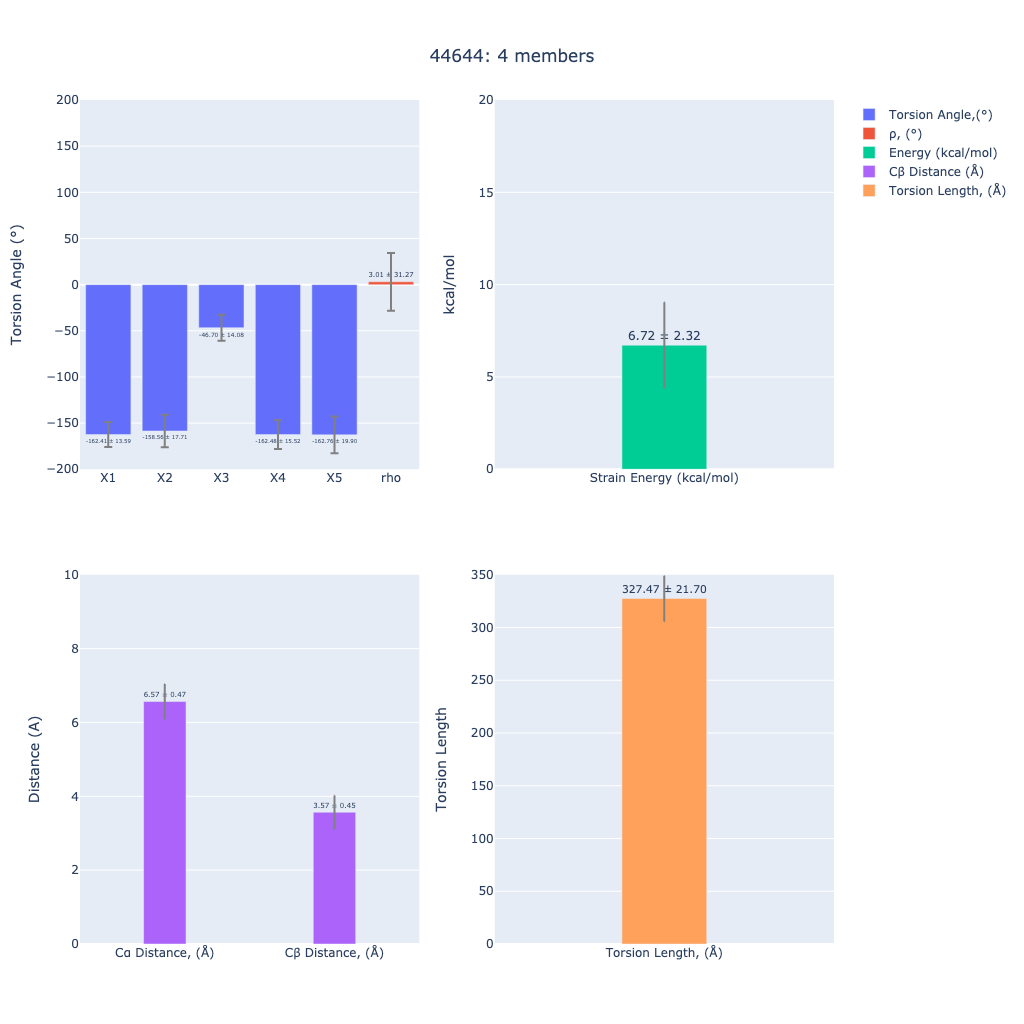 44644: 4 members
Torsion Angle (°)
200
150
100
50
0
−50
−100
−150
−200
3.01 ± 31.27
-46.70 ± 14.08
-162.41 ± 13.59
-158.56 ± 17.71
-162.48 ± 15.52
-162.76 ± 19.90
X1 X2 X3 X4 X5 rho
kcal/mol
20
15
10
5
0
6.72 ± 2.32
Strain Energy (kcal/mol)
Torsion Angle,(°)
ρ, (°)
Energy (kcal/mol)
Cβ Distance (Å)
Torsion Length, (Å)
Distance (A)
10
8
6
4
2
0
6.57 ± 0.47
3.57 ± 0.45
Cα Distance, (Å) Cβ Distance, (Å)
Torsion Length
350
300
250
200
150
100
50
0
327.47 ± 21.70
Torsion Length, (Å)